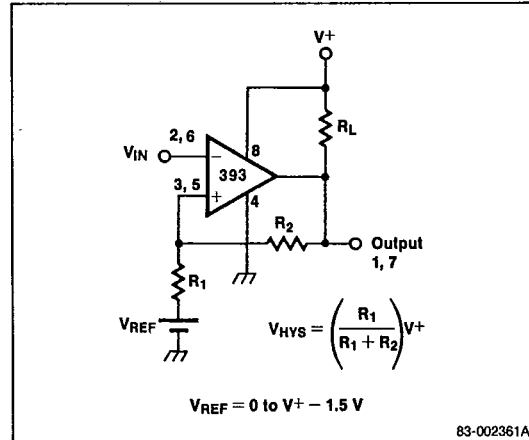 V+
RL
2, 6
VIN
8
−
393
3, 5
+
4
R2
Output
1, 7
R1
VREF
VHYS = (R1 / (R1 + R2)) V+
VREF = 0 to V+ − 1.5 V
83-002361A